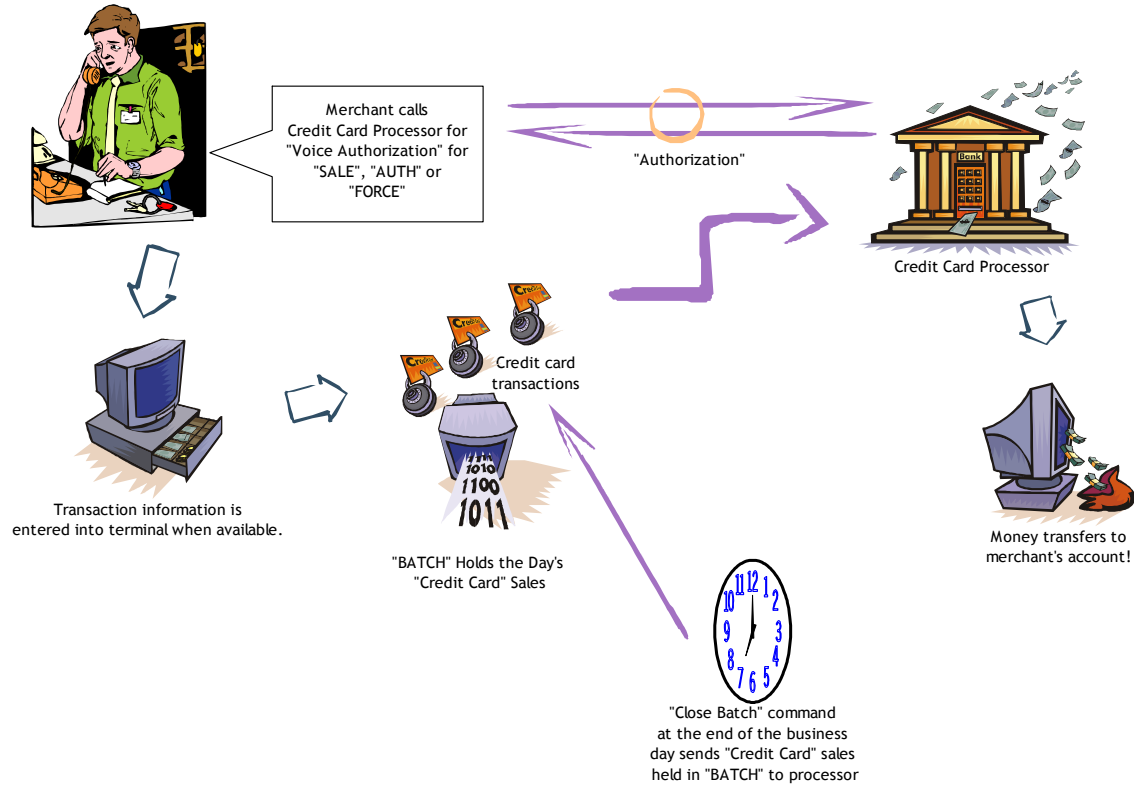 Merchant calls
Credit Card Processor for
"Voice Authorization" for
"SALE", "AUTH" or
"FORCE"
"Authorization"
Bank
Credit Card Processor
Credit
Credit
Credit
Credit card
transactions
1010
1100
1011
Transaction information is
entered into terminal when available.
"BATCH" Holds the Day's
"Credit Card" Sales
Money transfers to
merchant's account!
11 12 1
10 2
9 3
8 4
7 6 5
"Close Batch" command
at the end of the business
day sends "Credit Card" sales
held in "BATCH" to processor